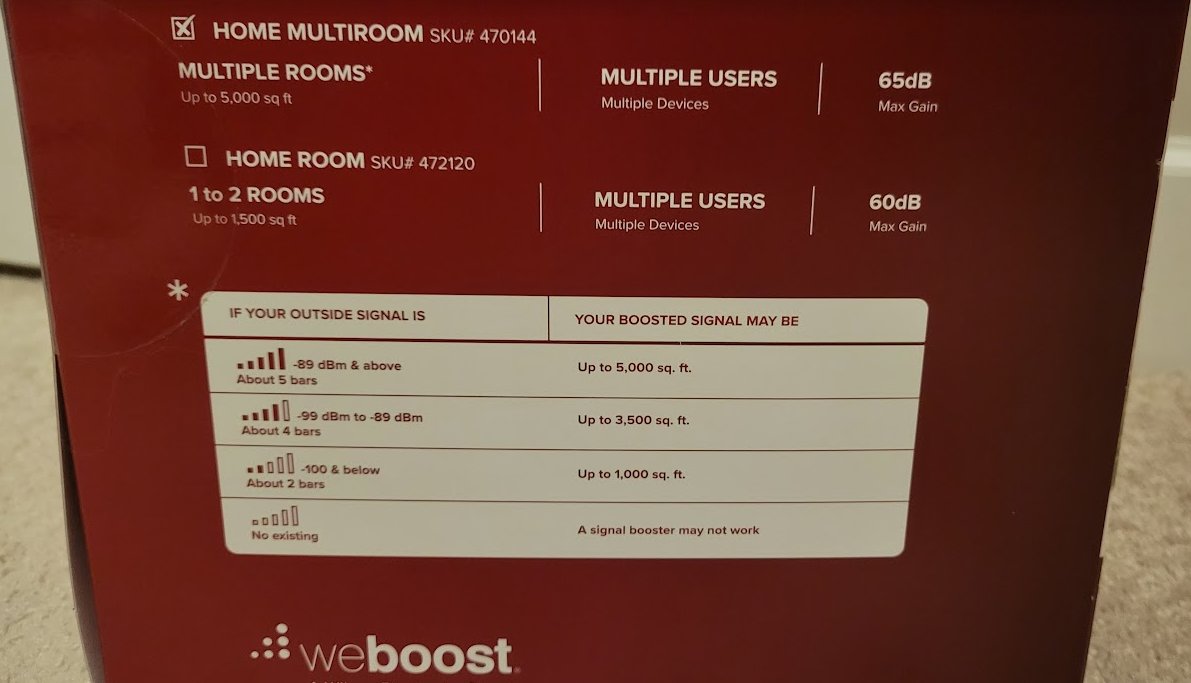 HOME MULTIROOM SKU# 470144
MULTIPLE ROOMS*
Up to 5,000 sq ft
MULTIPLE USERS
Multiple Devices
65dB
Max Gain
HOME ROOM SKU# 472120
1 to 2 ROOMS
Up to 1,500 sq ft
MULTIPLE USERS
Multiple Devices
60dB
Max Gain
*
IF YOUR OUTSIDE SIGNAL IS
YOUR BOOSTED SIGNAL MAY BE
-89 dBm & above
About 5 bars
Up to 5,000 sq. ft.
-99 dBm to -89 dBm
About 4 bars
Up to 3,500 sq. ft.
-100 & below
About 2 bars
Up to 1,000 sq. ft.
No existing
A signal booster may not work
weboost